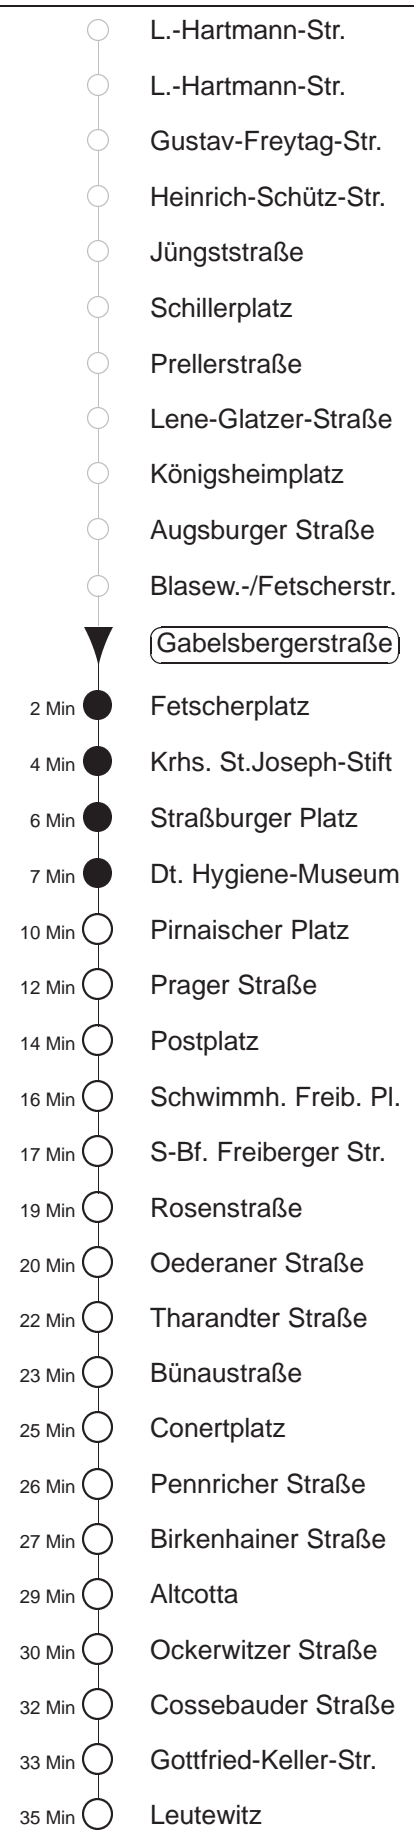 L.-Hartmann-Str.
L.-Hartmann-Str.
Gustav-Freytag-Str.
Heinrich-Schütz-Str.
Jüngststraße
Schillerplatz
Prellerstraße
Lene-Glatzer-Straße
Königsheimplatz
Augsburger Straße
Blasew.-/Fetscherstr.
Gabelsbergerstraße
2 Min Fetscherplatz
4 Min Krhs. St.Joseph-Stift
6 Min Straßburger Platz
7 Min Dt. Hygiene-Museum
10 Min Pirnaischer Platz
12 Min Prager Straße
14 Min Postplatz
16 Min Schwimmh. Freib. Pl.
17 Min S-Bf. Freiberger Str.
19 Min Rosenstraße
20 Min Oederaner Straße
22 Min Tharandter Straße
23 Min Bünaustraße
25 Min Conertplatz
26 Min Pennricher Straße
27 Min Birkenhainer Straße
29 Min Altcotta
30 Min Ockerwitzer Straße
32 Min Cossebauder Straße
33 Min Gottfried-Keller-Str.
35 Min Leutewitz